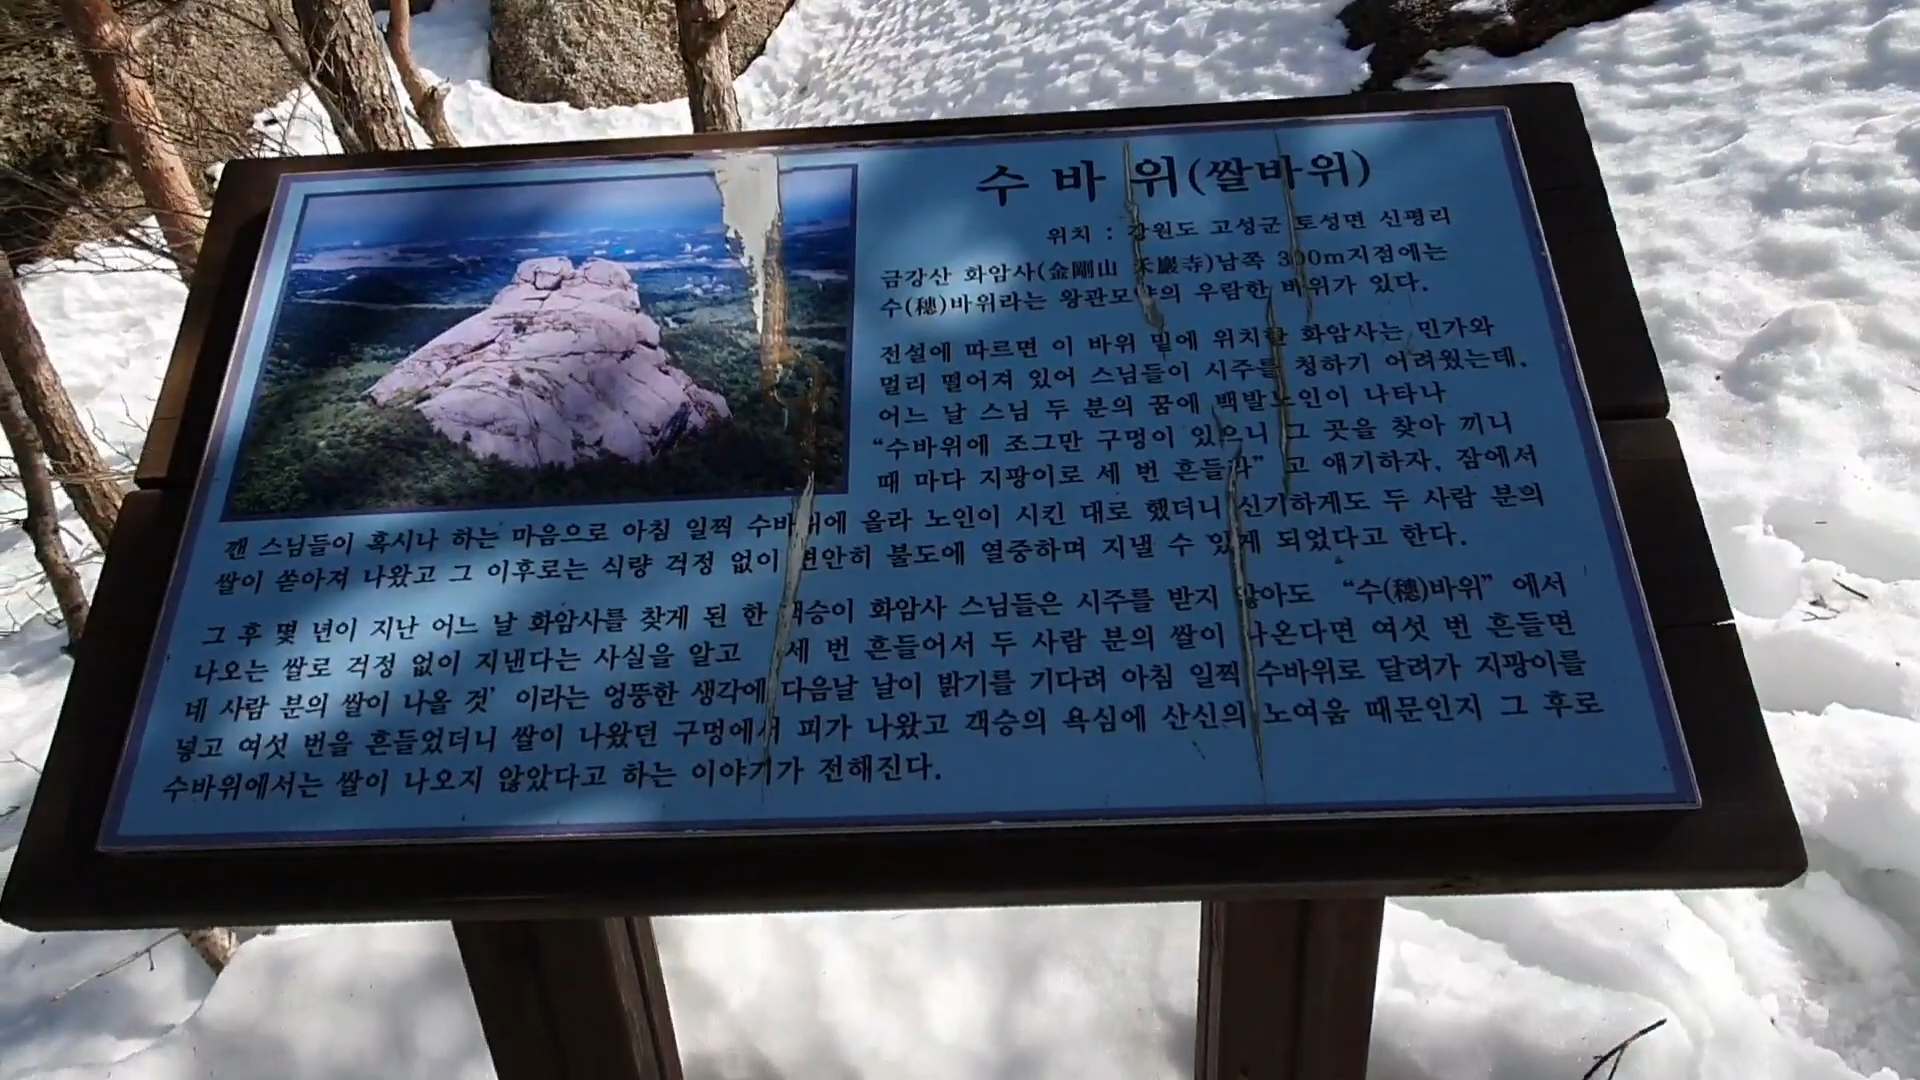 수 바 위(쌀바위)
위치 : 강원도 고성군 토성면 신평리
금강산 화암사(金剛山 禾巖寺)남쪽 300m지점에는
수(穗)바위라는 왕관모양의 우람한 바위가 있다.
전설에 따르면 이 바위 밑에 위치한 화암사는 민가와
멀리 떨어져 있어 스님들이 시주를 청하기 어려웠는데.
어느 날 스님 두 분의 꿈에 백발노인이 나타나
“수바위에 조그만 구멍이 있으니 그 곳을 찾아 끼니
때 마다 지팡이로 세 번 흔들라” 고 얘기하자, 잠에서
깬 스님들이 혹시나 하는 마음으로 아침 일찍 수바위에 올라 노인이 시킨 대로 했더니 신기하게도 두 사람 분의
쌀이 쏟아져 나왔고 그 이후로는 식량 걱정 없이 편안히 불도에 열중하며 지낼 수 있게 되었다고 한다.
그 후 몇 년이 지난 어느 날 화암사를 찾게 된 한 객승이 화암사 스님들은 시주를 받지 않아도 “수(穗)바위” 에서
나오는 쌀로 걱정 없이 지낸다는 사실을 알고 세 번 흔들어서 두 사람 분의 쌀이 나온다면 여섯 번 흔들면
네 사람 분의 쌀이 나올 것’ 이라는 엉뚱한 생각에 다음날 날이 밝기를 기다려 아침 일찍 수바위로 달려가 지팡이를
넣고 여섯 번을 흔들었더니 쌀이 나왔던 구멍에서 피가 나왔고 객승의 욕심에 산신의 노여움 때문인지 그 후로
수바위에서는 쌀이 나오지 않았다고 하는 이야기가 전해진다.